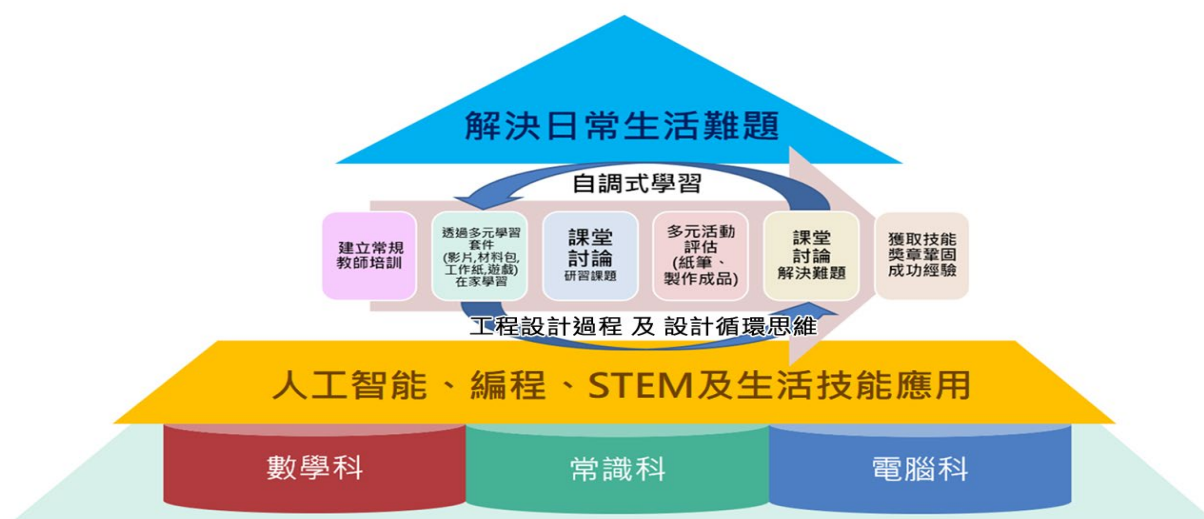 解決日常生活難題
自調式學習
建立常規
教師培訓
透過多元學習
套件
(影片,材料包,
工作紙,遊戲)
在家學習
課堂
討論
研習課題
多元活動
評估
(紙筆、
製作成品)
課堂
討論
解決難題
獲取技能
獎章鞏固
成功經驗
工程設計過程 及 設計循環思維
人工智能、編程、STEM及生活技能應用
數學科
常識科
電腦科